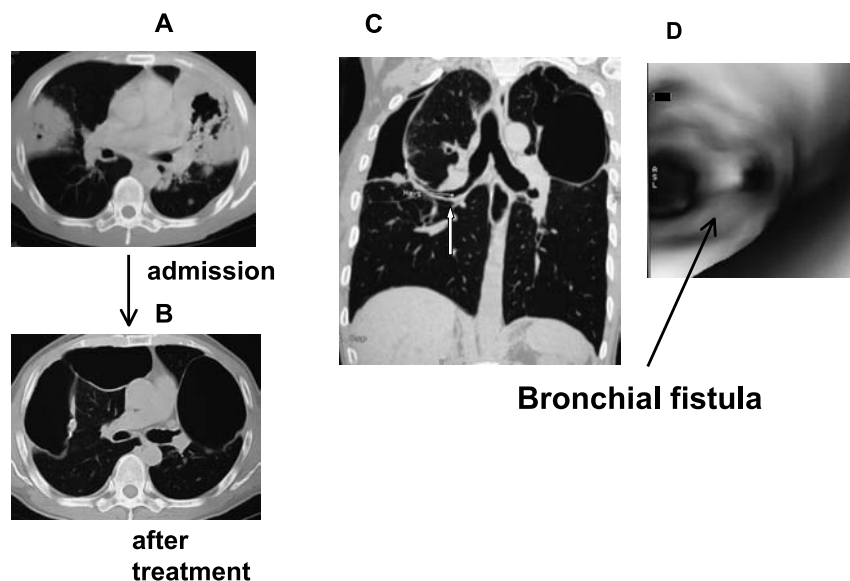 A
C
D
admission
B
Bronchial fistula
after
treatment